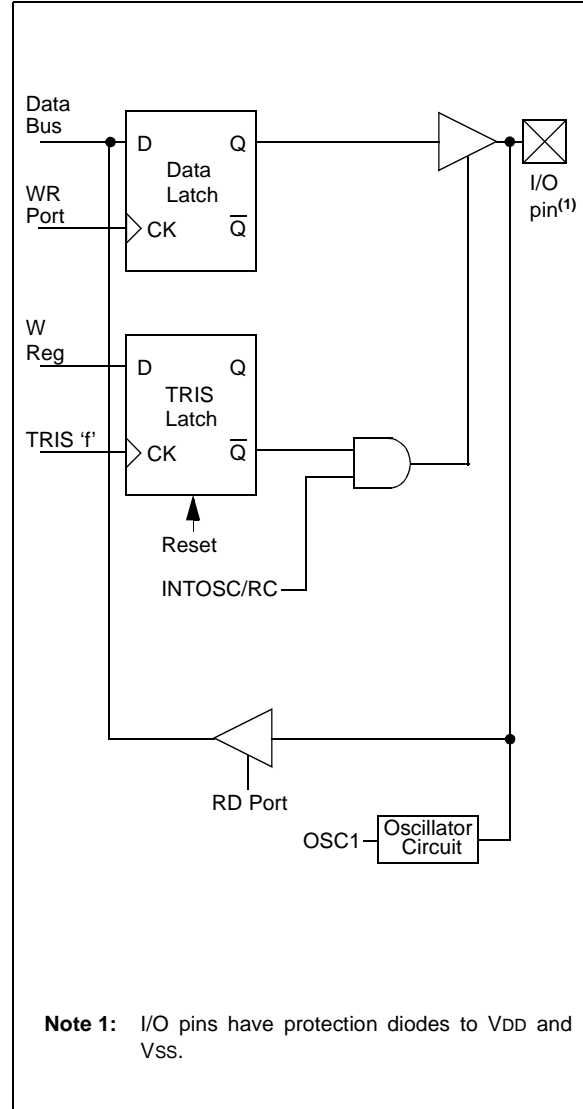 Data
Bus
D Q
Data
Latch
WR
Port
CK Q
I/O
pin(1)
W
Reg
D Q
TRIS
Latch
TRIS 'f'
CK Q
Reset
INTOSC/RC
RD Port
OSC1
Oscillator
Circuit
Note 1: I/O pins have protection diodes to VDD and
VSS.